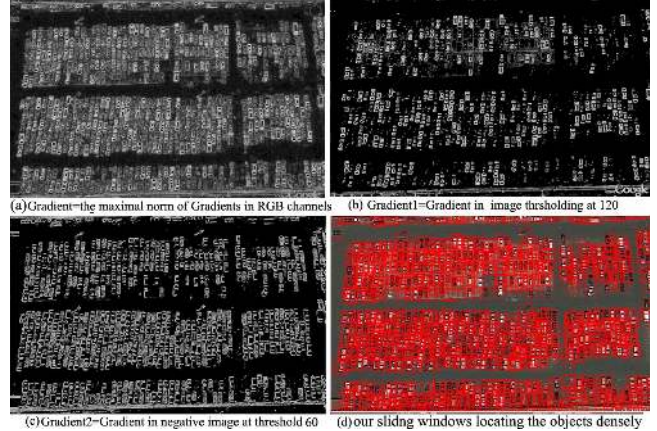 Google
(a)Gradient=the maximal norm of Gradients in RGB channels
(b) Gradient1=Gradient in image thrsholding at 120
(c)Gradient2=Gradient in negative image at threshold 60
(d)our slidng windows locating the objects densely